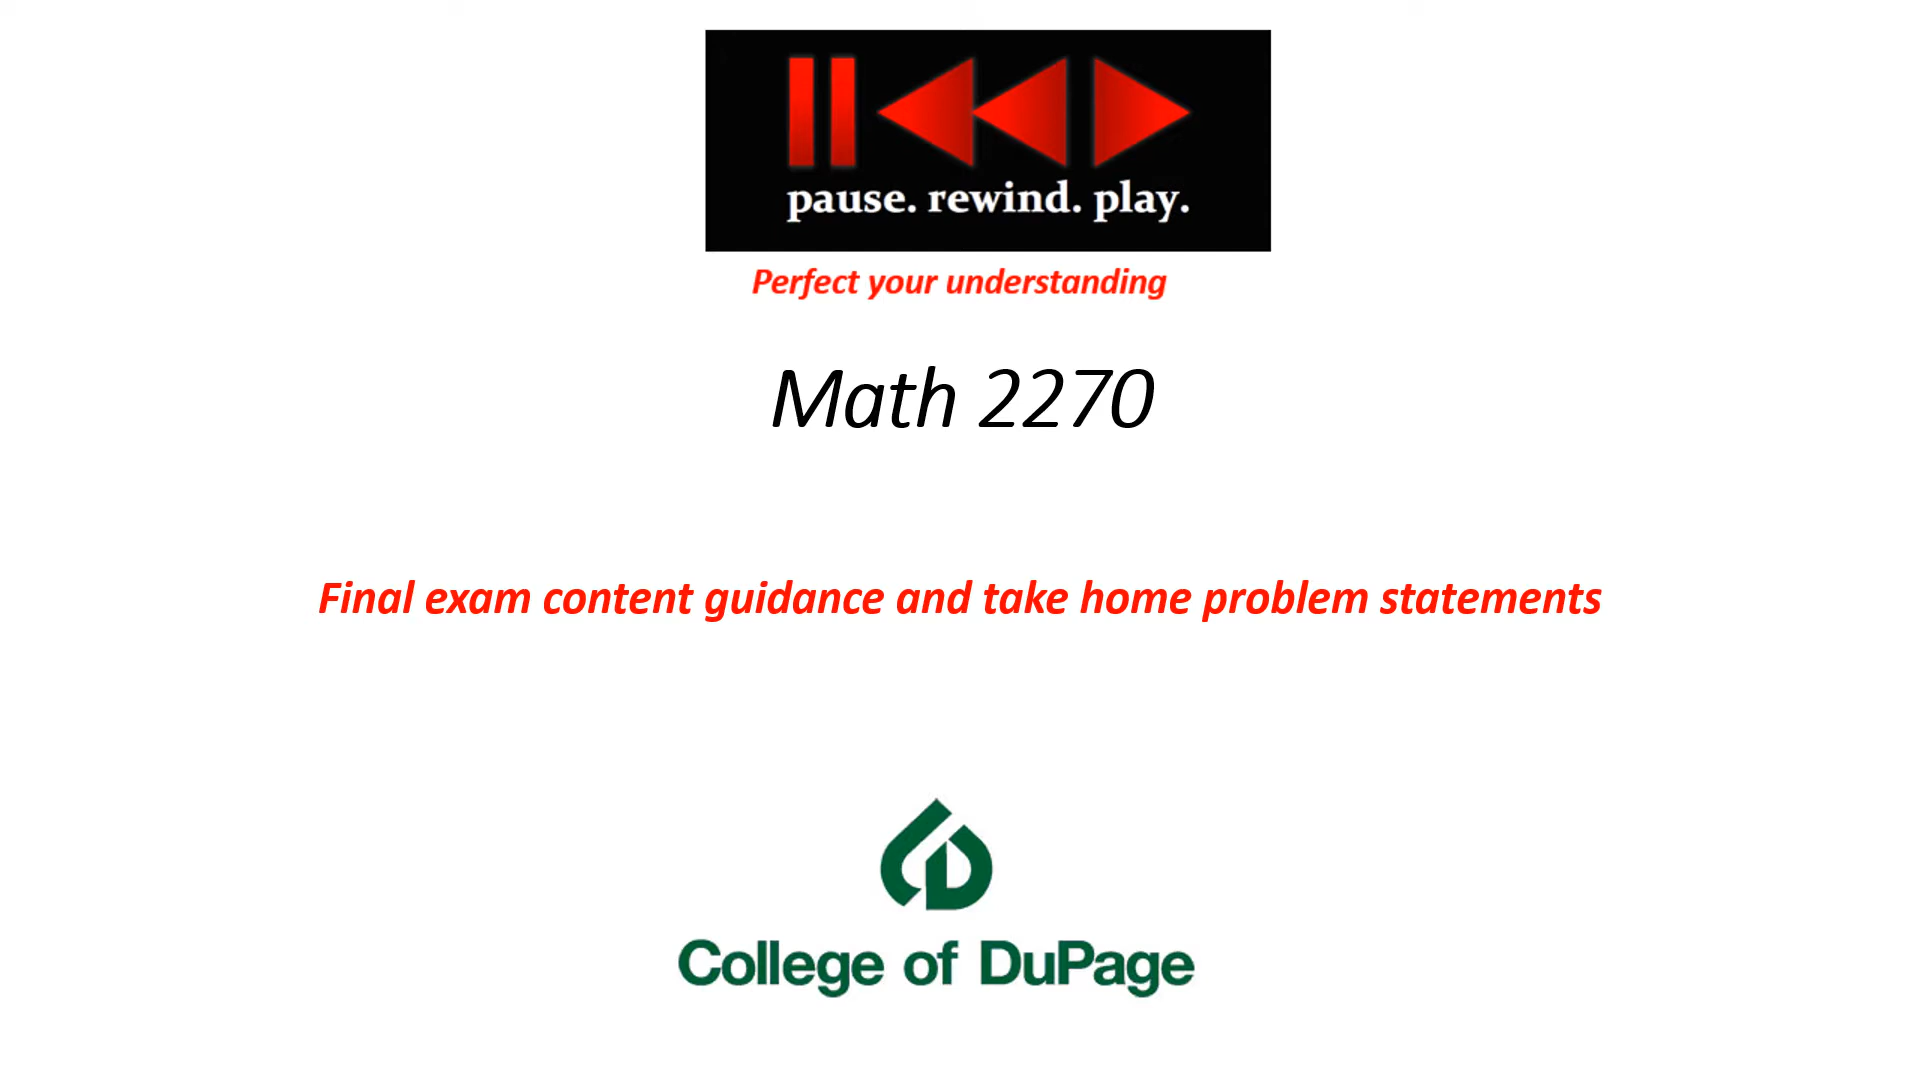 pause. rewind. play.
Perfect your understanding
Math 2270
Final exam content guidance and take home problem statements
College of DuPage